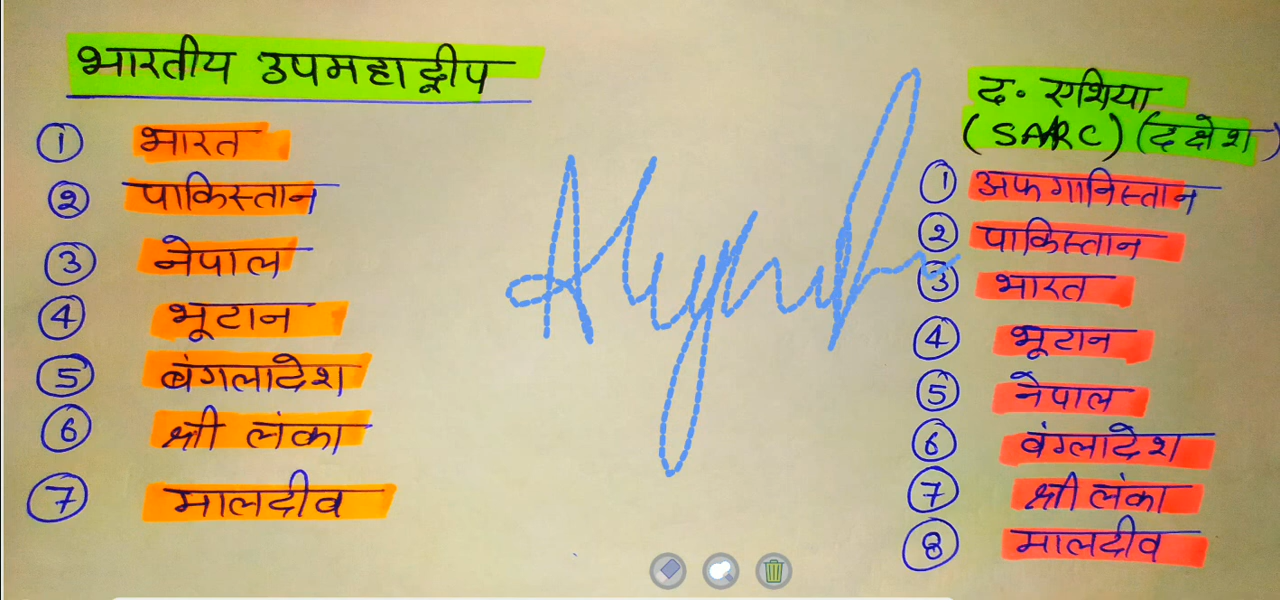 भारतीय उपमहाद्वीप
① भारत
② पाकिस्तान
③ नेपाल
④ भूटान
⑤ बंगलादेश
⑥ श्री लंका
⑦ मालदीव
द॰ एशिया
(SAARC) (दक्षेश)
① अफगानिस्तान
② पाकिस्तान
③ भारत
④ भूटान
⑤ नेपाल
⑥ बंग्लादेश
⑦ श्री लंका
⑧ मालदीव